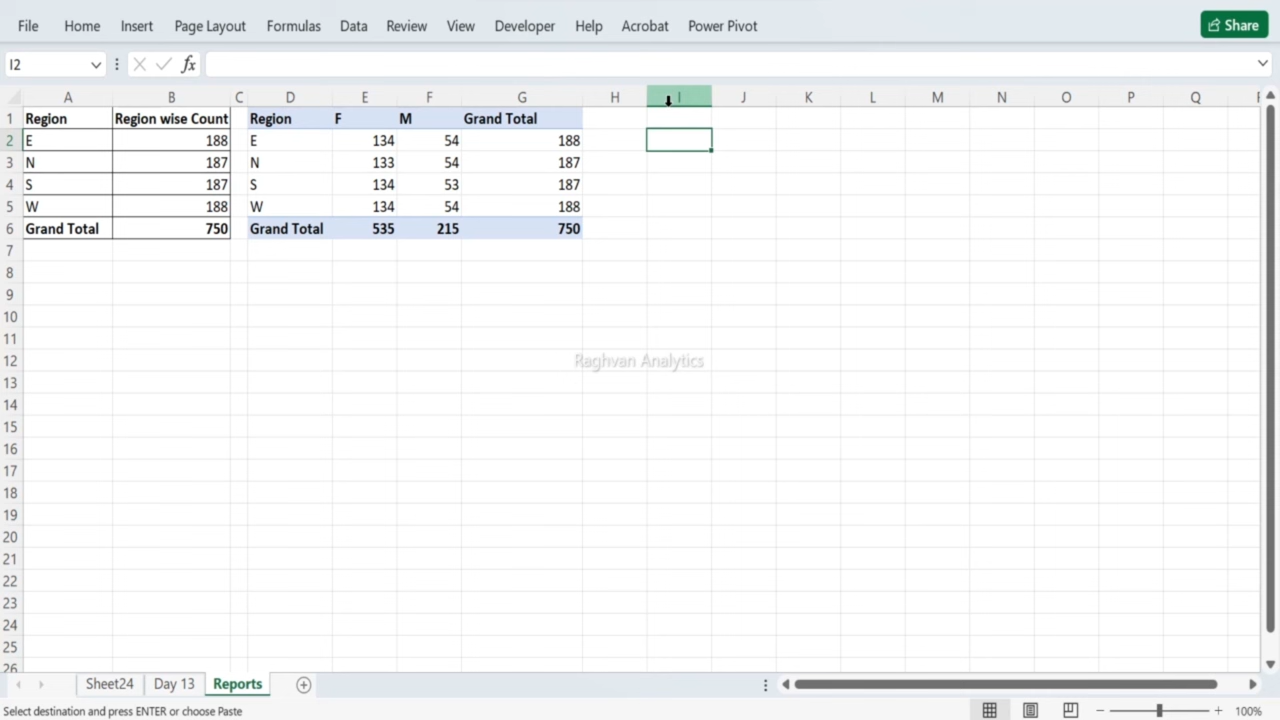 File Home Insert Page Layout Formulas Data Review View Developer Help Acrobat Power Pivot Share
I2 fx
A B C D E F G H I J K L M N O P Q
1 Region Region wise Count Region F M Grand Total
2 E 188 E 134 54 188
3 N 187 N 133 54 187
4 S 187 S 134 53 187
5 W 188 W 134 54 188
6 Grand Total 750 Grand Total 535 215 750
7
8
9
10
11
12 Raghvan Analytics
13
14
15
16
17
18
19
20
21
22
23
24
25
26
Sheet24 Day 13 Reports
Select destination and press ENTER or choose Paste 100%